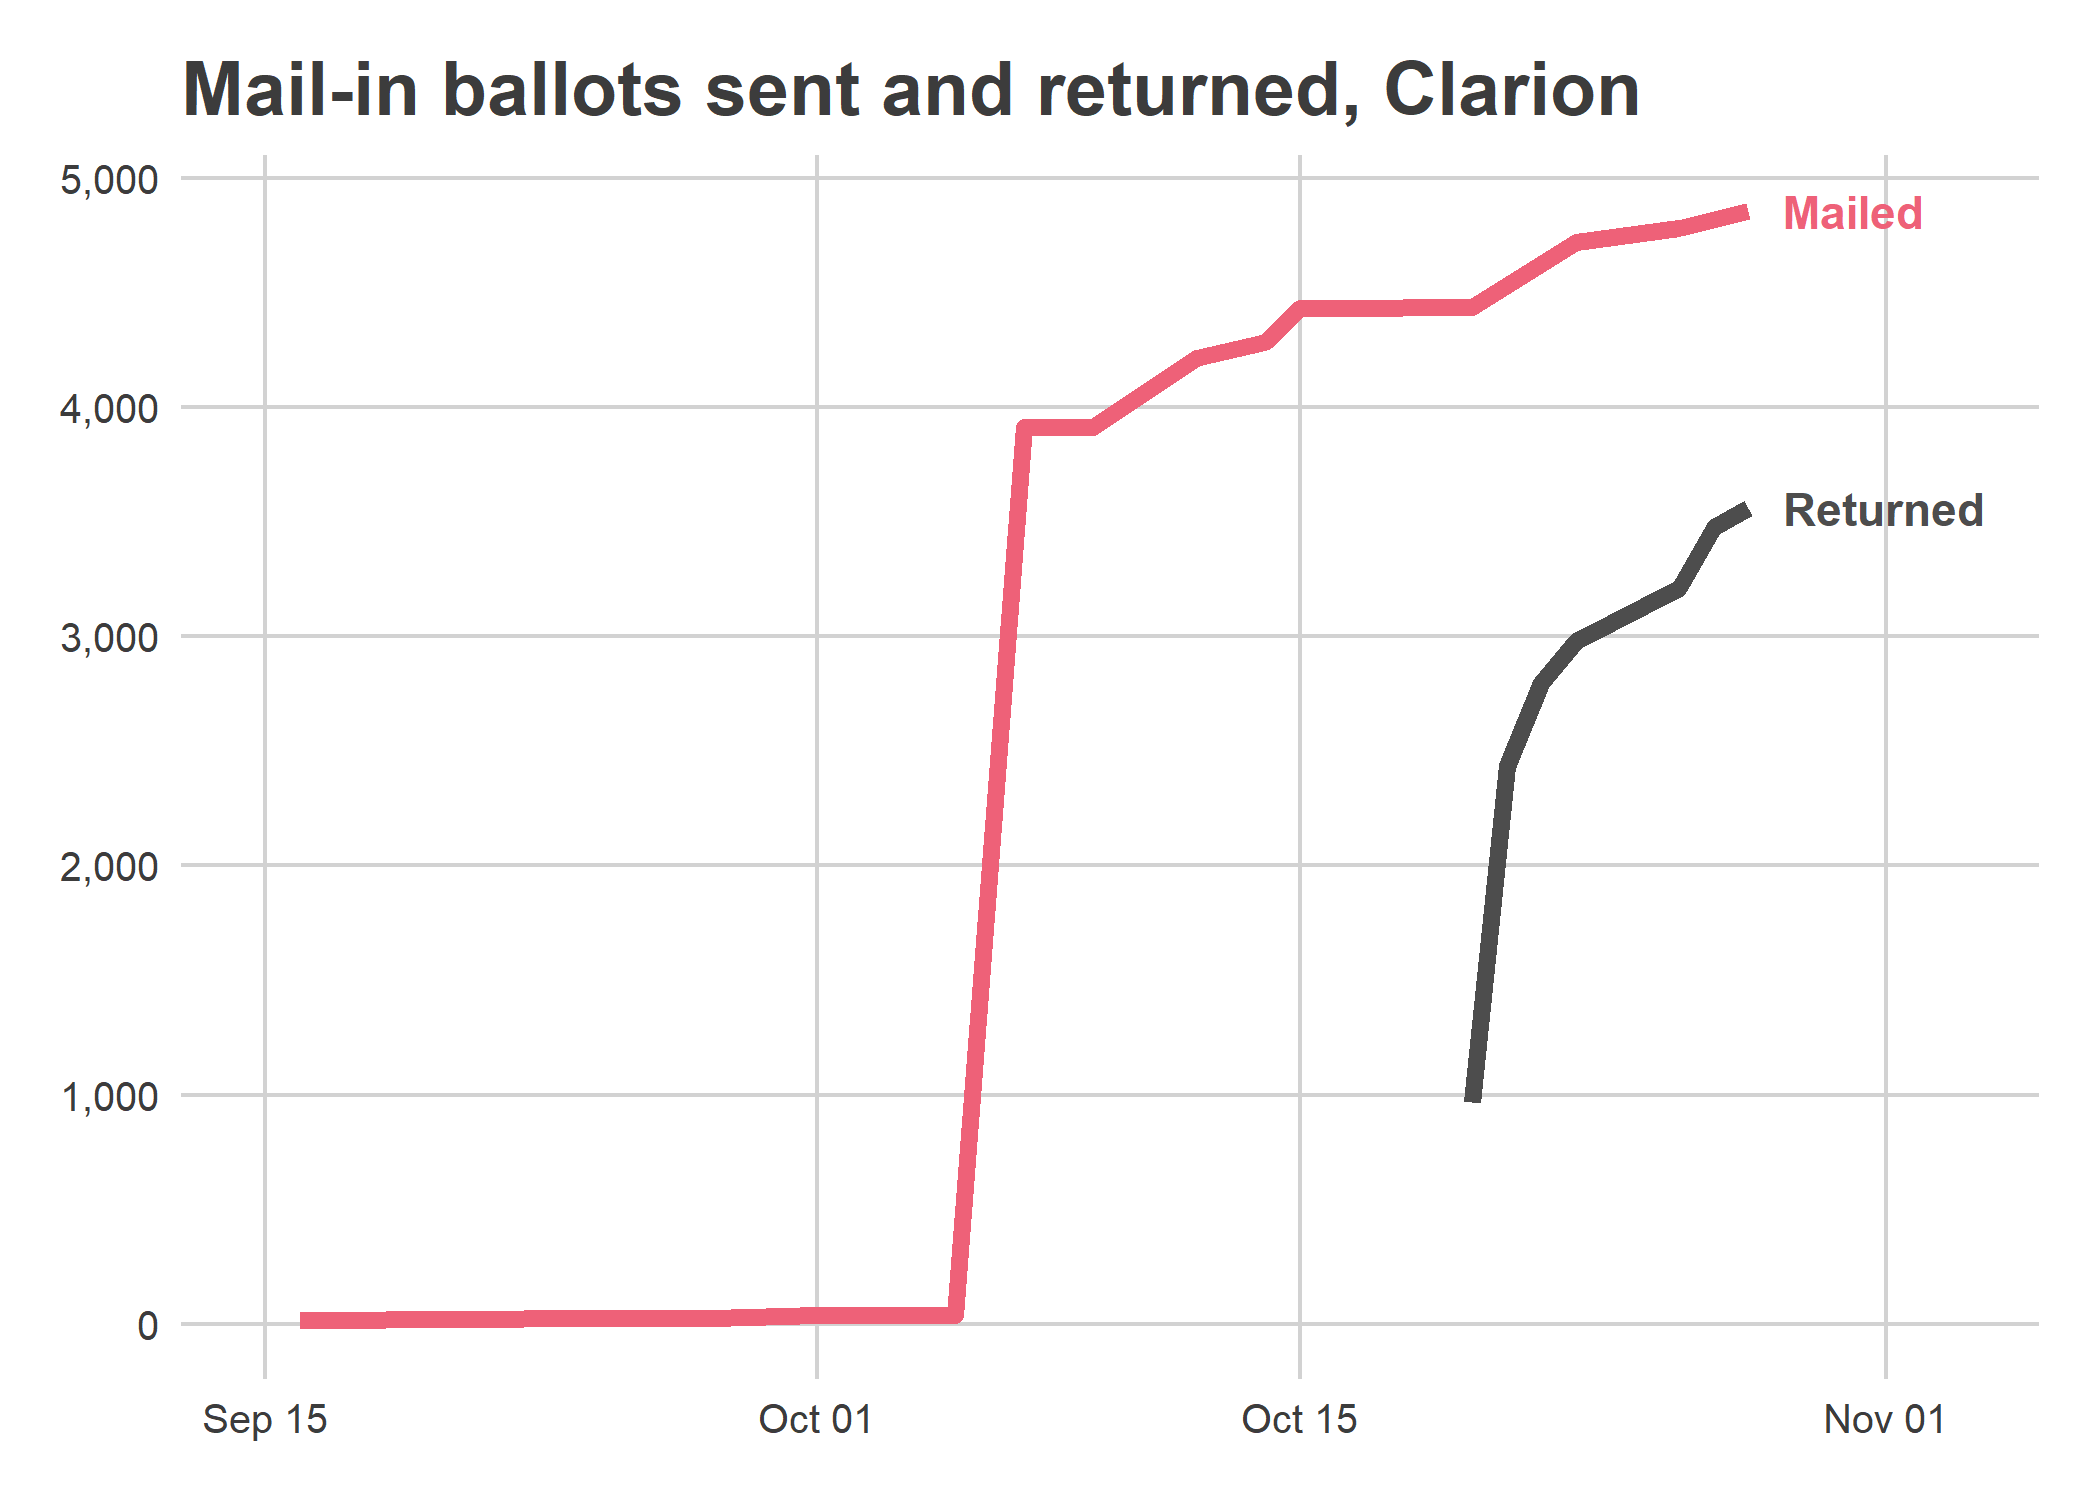 Mail-in ballots sent and returned, Clarion
5,000
Mailed
4,000
Returned
3,000
2,000
1,000
0
Sep 15
Oct 01
Oct 15
Nov 01